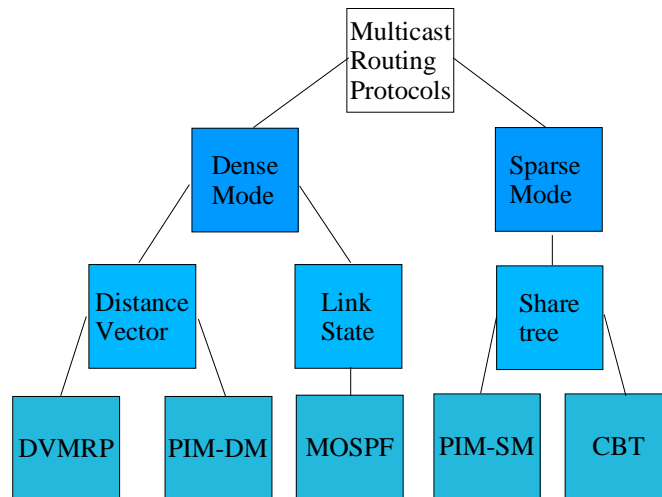 Multicast
Routing
Protocols
Dense
Mode
Sparse
Mode
Distance
Vector
Link
State
Share
tree
DVMRP
PIM-DM
MOSPF
PIM-SM
CBT